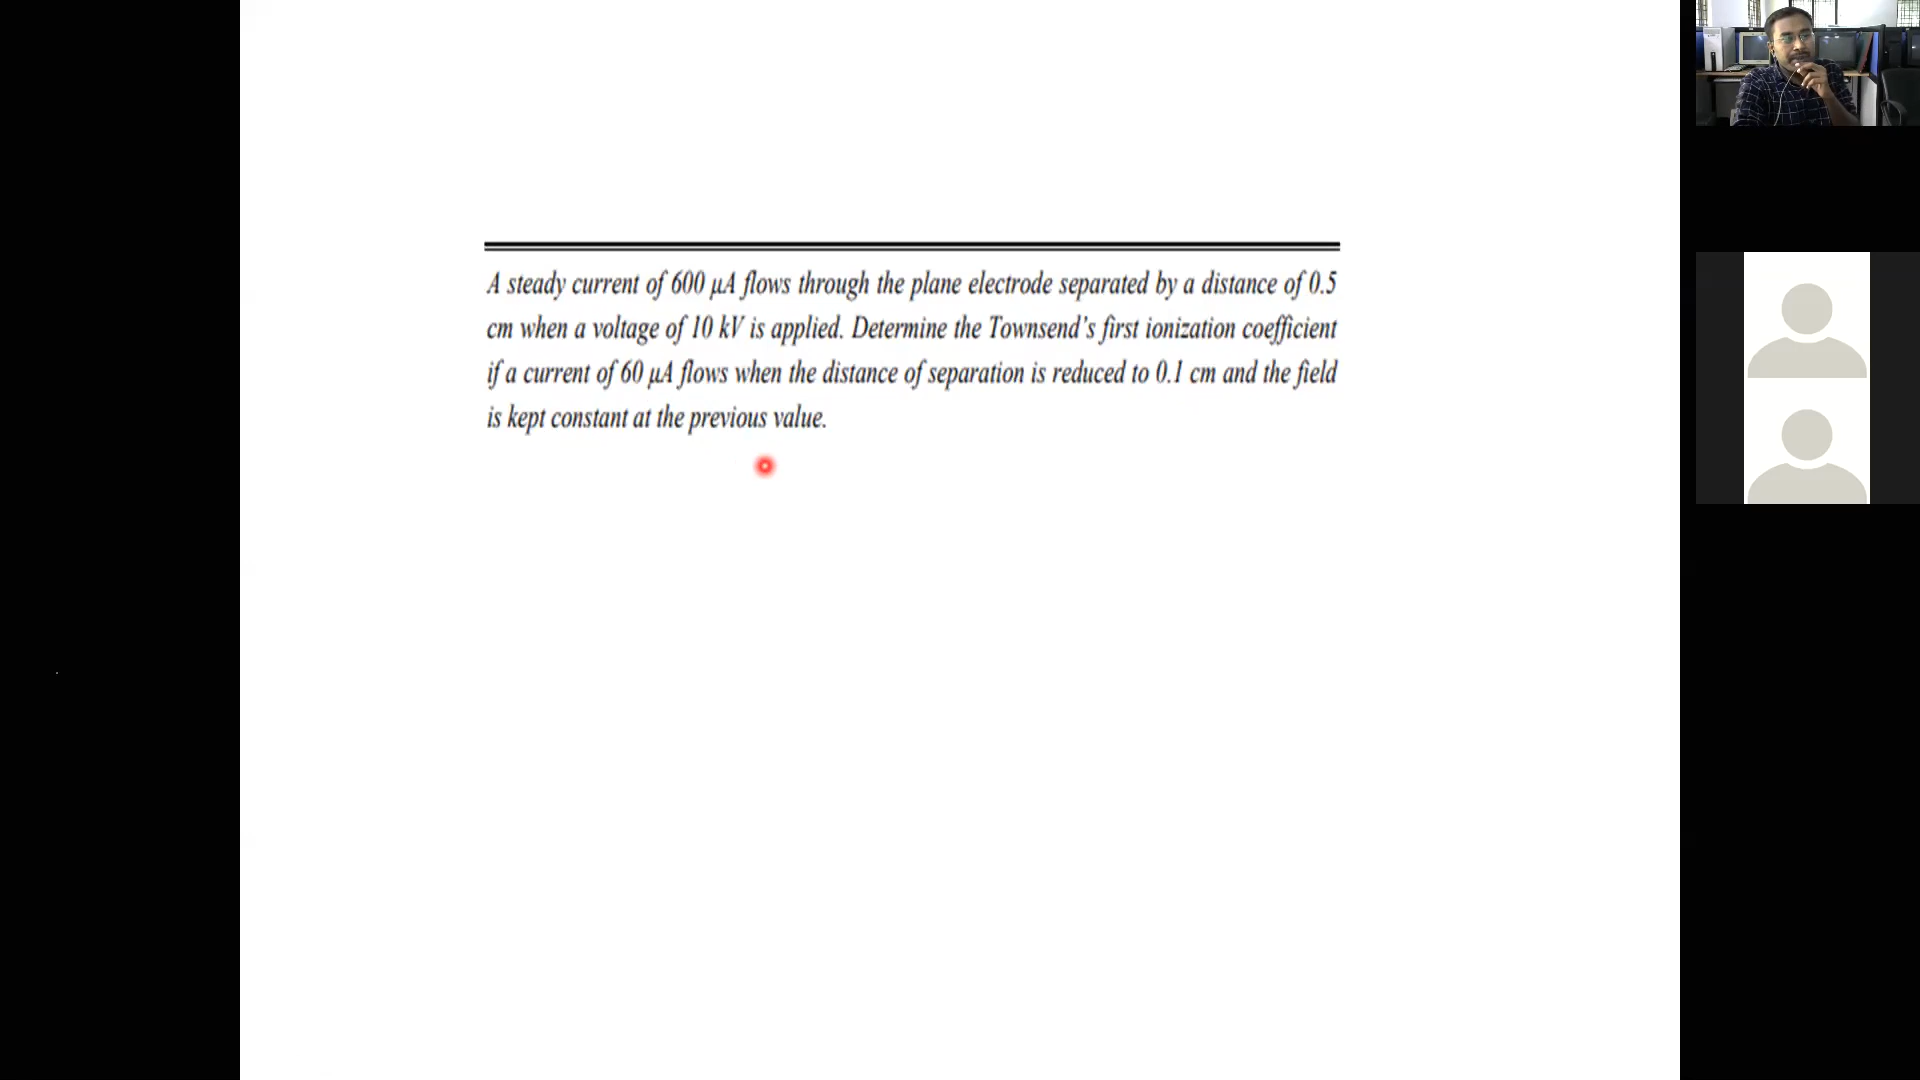 A steady current of 600 μA flows through the plane electrode separated by a distance of 0.5
cm when a voltage of 10 kV is applied. Determine the Townsend’s first ionization coefficient
if a current of 60 μA flows when the distance of separation is reduced to 0.1 cm and the field
is kept constant at the previous value.